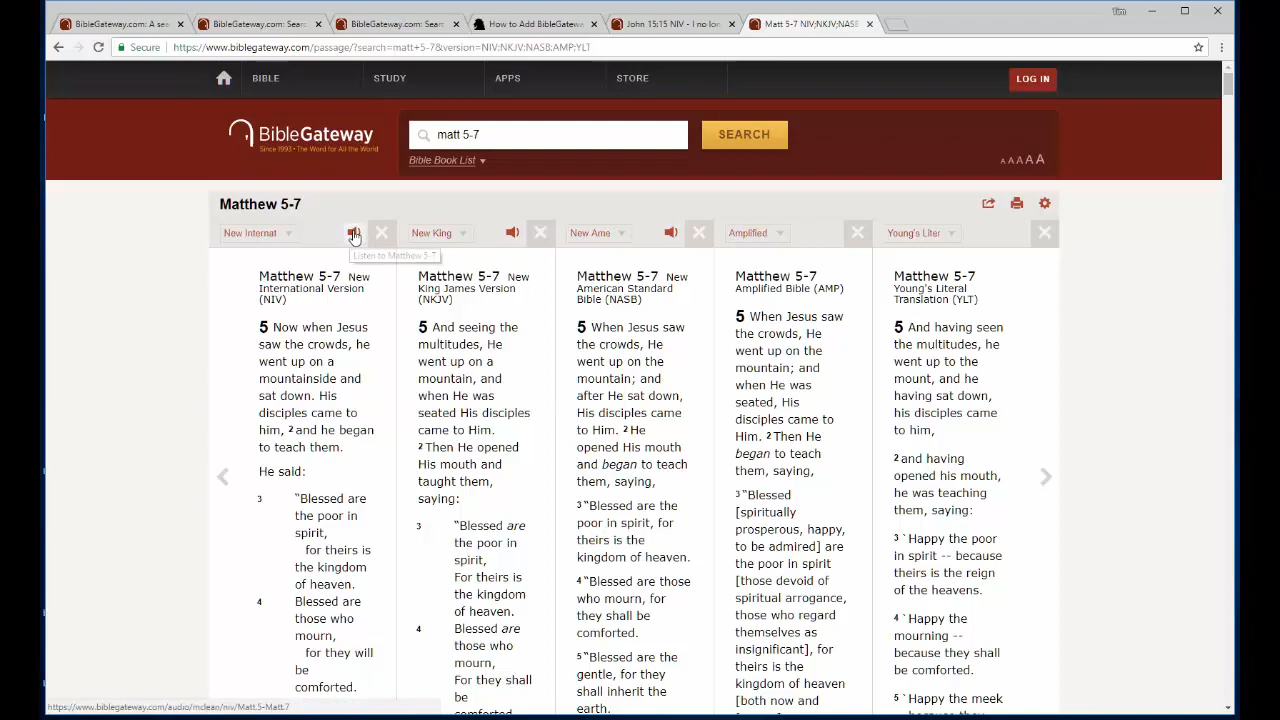 Tim
BibleGateway.com: A sea
BibleGateway.com: Searc
BibleGateway.com: Searc
How to Add BibleGatewa
John 15:15 NIV - I no lon
Matt 5-7 NIV;NKJV;NASB
Secure
https://www.biblegateway.com/passage/?search=matt+5-7&version=NIV;NKJV;NASB;AMP;YLT
BIBLE
STUDY
APPS
STORE
LOG IN
BibleGateway
Since 1993 • The Word for All the World
matt 5-7
SEARCH
Bible Book List
A A A A A
Matthew 5-7
New Internat
New King
New Ame
Amplified
Young's Liter
Listen to Matthew 5-7
Matthew 5-7 New
International Version
(NIV)
5 Now when Jesus
saw the crowds, he
went up on a
mountainside and
sat down. His
disciples came to
him, 2 and he began
to teach them.
He said:
3 “Blessed are
the poor in
spirit,
for theirs is
the kingdom
of heaven.
4 Blessed are
those who
mourn,
for they will
be
comforted.
Matthew 5-7 New
King James Version
(NKJV)
5 And seeing the
multitudes, He
went up on a
mountain, and
when He was
seated His disciples
came to Him.
2 Then He opened
His mouth and
taught them,
saying:
3 “Blessed are
the poor in
spirit,
For theirs is
the kingdom
of heaven.
4 Blessed are
those who
mourn,
For they shall
be
Matthew 5-7 New
American Standard
Bible (NASB)
5 When Jesus saw
the crowds, He
went up on the
mountain; and
after He sat down,
His disciples came
to Him. 2 He
opened His mouth
and began to teach
them, saying,
3 “Blessed are the
poor in spirit, for
theirs is the
kingdom of heaven.
4 “Blessed are those
who mourn, for
they shall be
comforted.
5 “Blessed are the
gentle, for they
shall inherit the
earth.
Matthew 5-7
Amplified Bible (AMP)
5 When Jesus saw
the crowds, He
went up on the
mountain; and
when He was
seated, His
disciples came to
Him. 2 Then He
began to teach
them, saying,
3 “Blessed
[spiritually
prosperous, happy,
to be admired] are
the poor in spirit
[those devoid of
spiritual arrogance,
those who regard
themselves as
insignificant], for
theirs is the
kingdom of heaven
[both now and
Matthew 5-7
Young's Literal
Translation (YLT)
5 And having seen
the multitudes, he
went up to the
mount, and he
having sat down,
his disciples came
to him,
2 and having
opened his mouth,
he was teaching
them, saying:
3 `Happy the poor
in spirit -- because
theirs is the reign
of the heavens.
4 `Happy the
mourning --
because they shall
be comforted.
5 `Happy the meek
https://www.biblegateway.com/audio/mclean/niv/Matt.5-Matt.7